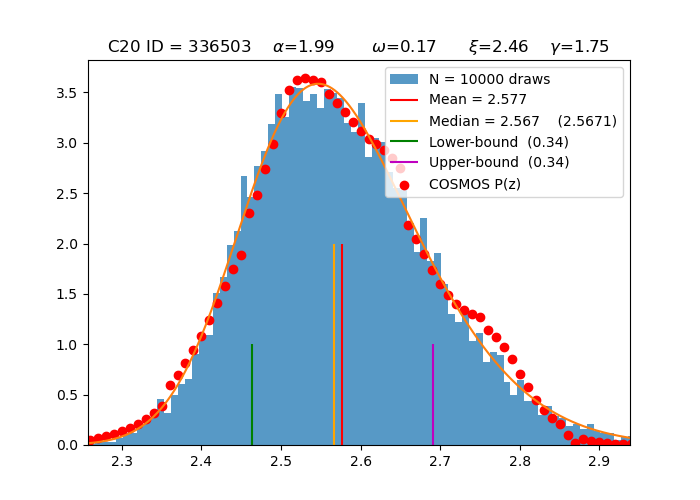 C20 ID = 336503 α=1.99 ω=0.17 ξ=2.46 γ=1.75
N = 10000 draws
Mean = 2.577
Median = 2.567 (2.5671)
Lower-bound (0.34)
Upper-bound (0.34)
COSMOS P(z)
3.5
3.0
2.5
2.0
1.5
1.0
0.5
0.0
2.3 2.4 2.5 2.6 2.7 2.8 2.9